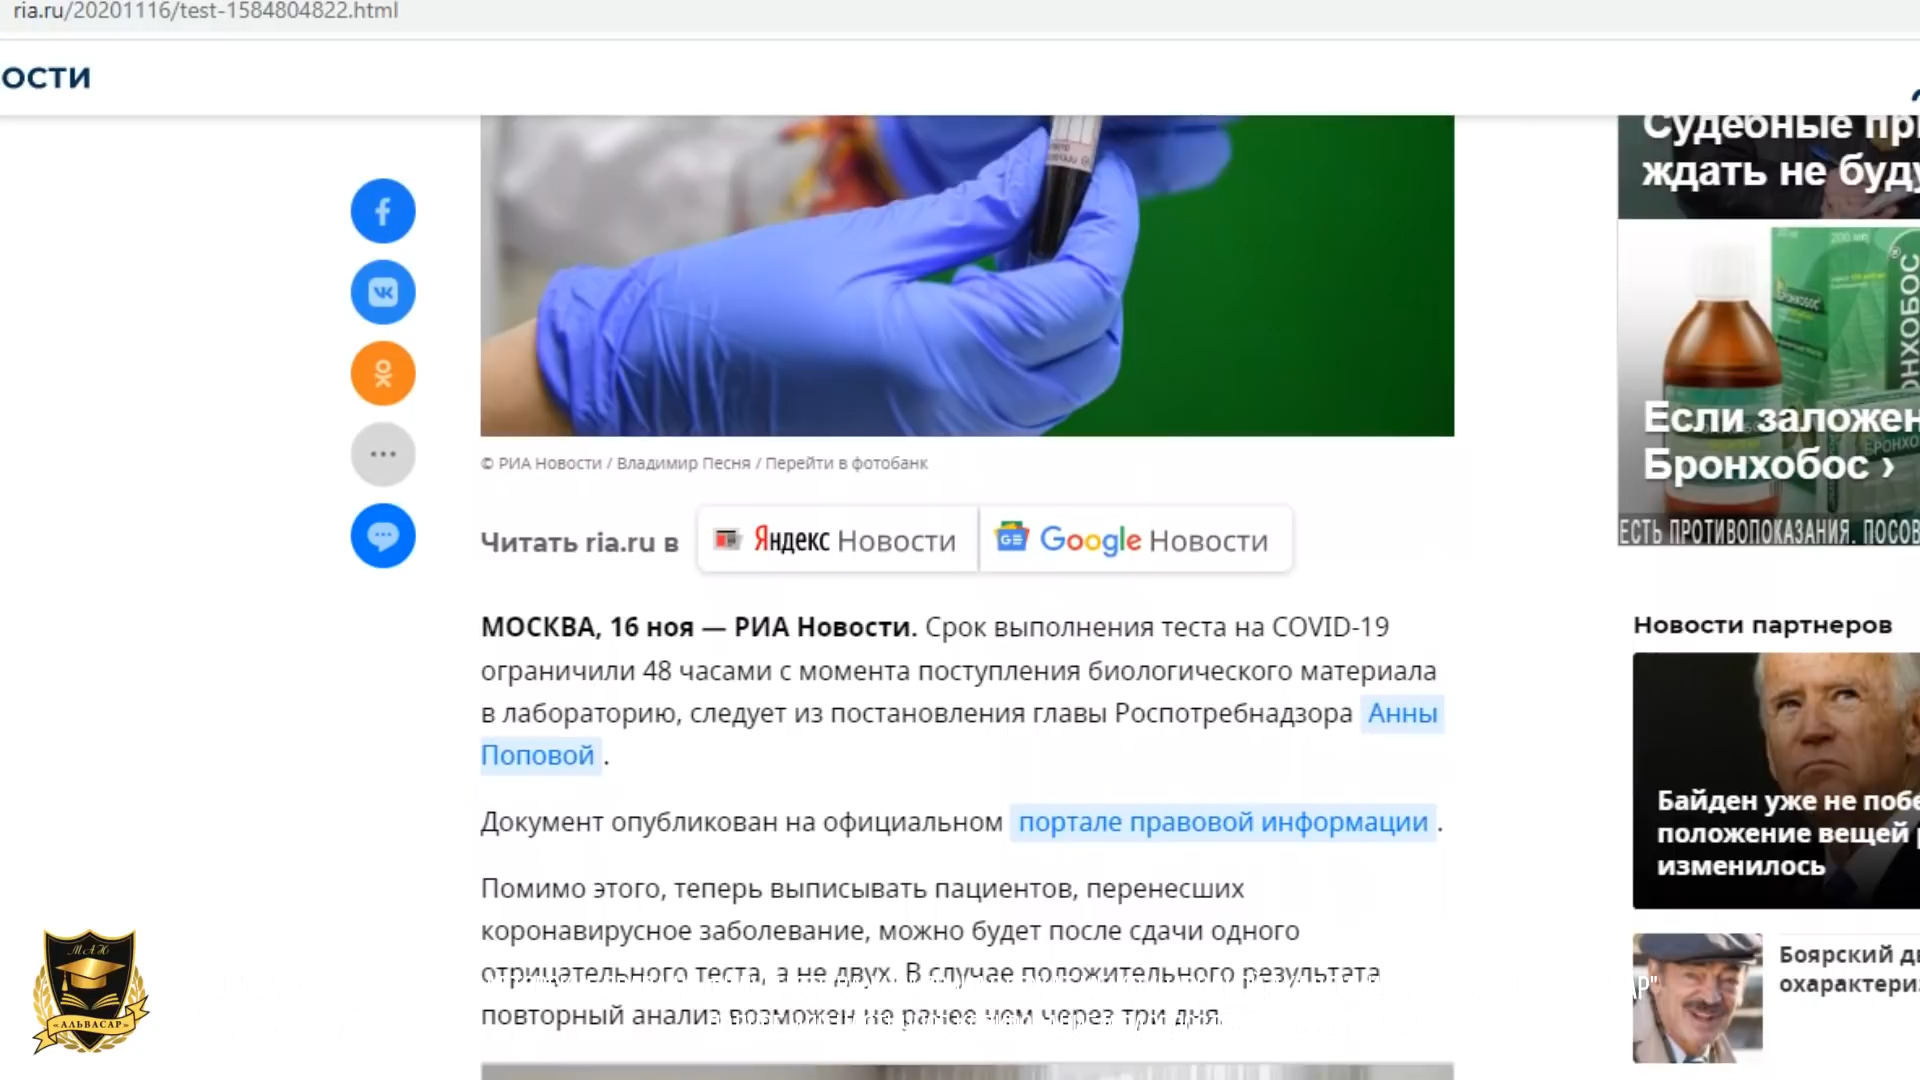 ria.ru/20201116/test-1584804822.html
ОСТИ
© РИА Новости / Владимир Песня / Перейти в фотобанк
Читать ria.ru в
Яндекс Новости
Google Новости
МОСКВА, 16 ноя — РИА Новости. Срок выполнения теста на COVID-19
ограничили 48 часами с момента поступления биологического материала
в лабораторию, следует из постановления главы Роспотребнадзора Анны
Поповой .
Документ опубликован на официальном портале правовой информации .
Помимо этого, теперь выписывать пациентов, перенесших
коронавирусное заболевание, можно будет после сдачи одного
отрицательного теста, а не двух. В случае положительного результата
повторный анализ возможен не ранее чем через три дня.
Судебные пр
ждать не буду
БРОНХОБОС
Если заложен
Бронхобос ›
ЕСТЬ ПРОТИВОПОКАЗАНИЯ. ПОСОВ
Новости партнеров
Байден уже не побе
положение вещей
изменилось
Боярский д
охарактери
МАН
«АЛЬВАСАР»
АР"